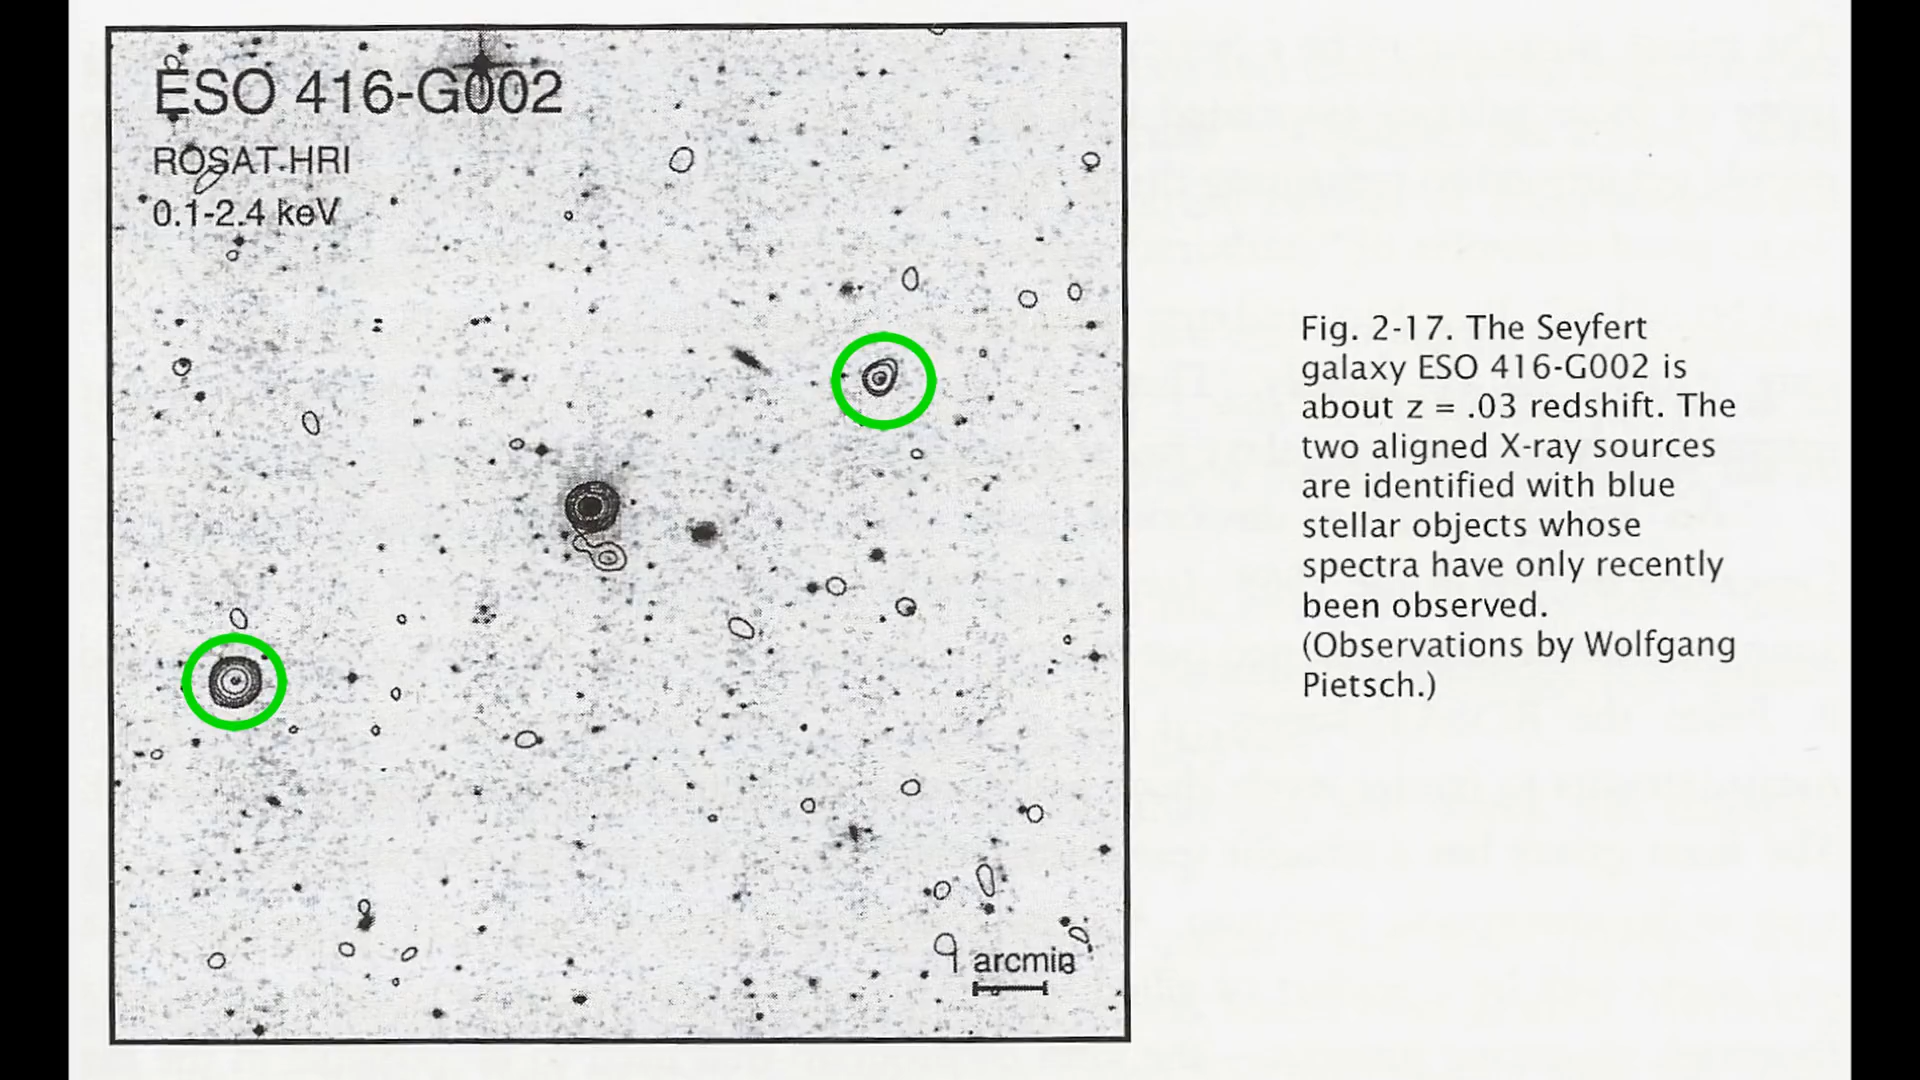 ESO 416-G002
ROSAT-HRI
0.1-2.4 keV
Fig. 2-17. The Seyfert
galaxy ESO 416-G002 is
about z = .03 redshift. The
two aligned X-ray sources
are identified with blue
stellar objects whose
spectra have only recently
been observed.
(Observations by Wolfgang
Pietsch.)
arcmin